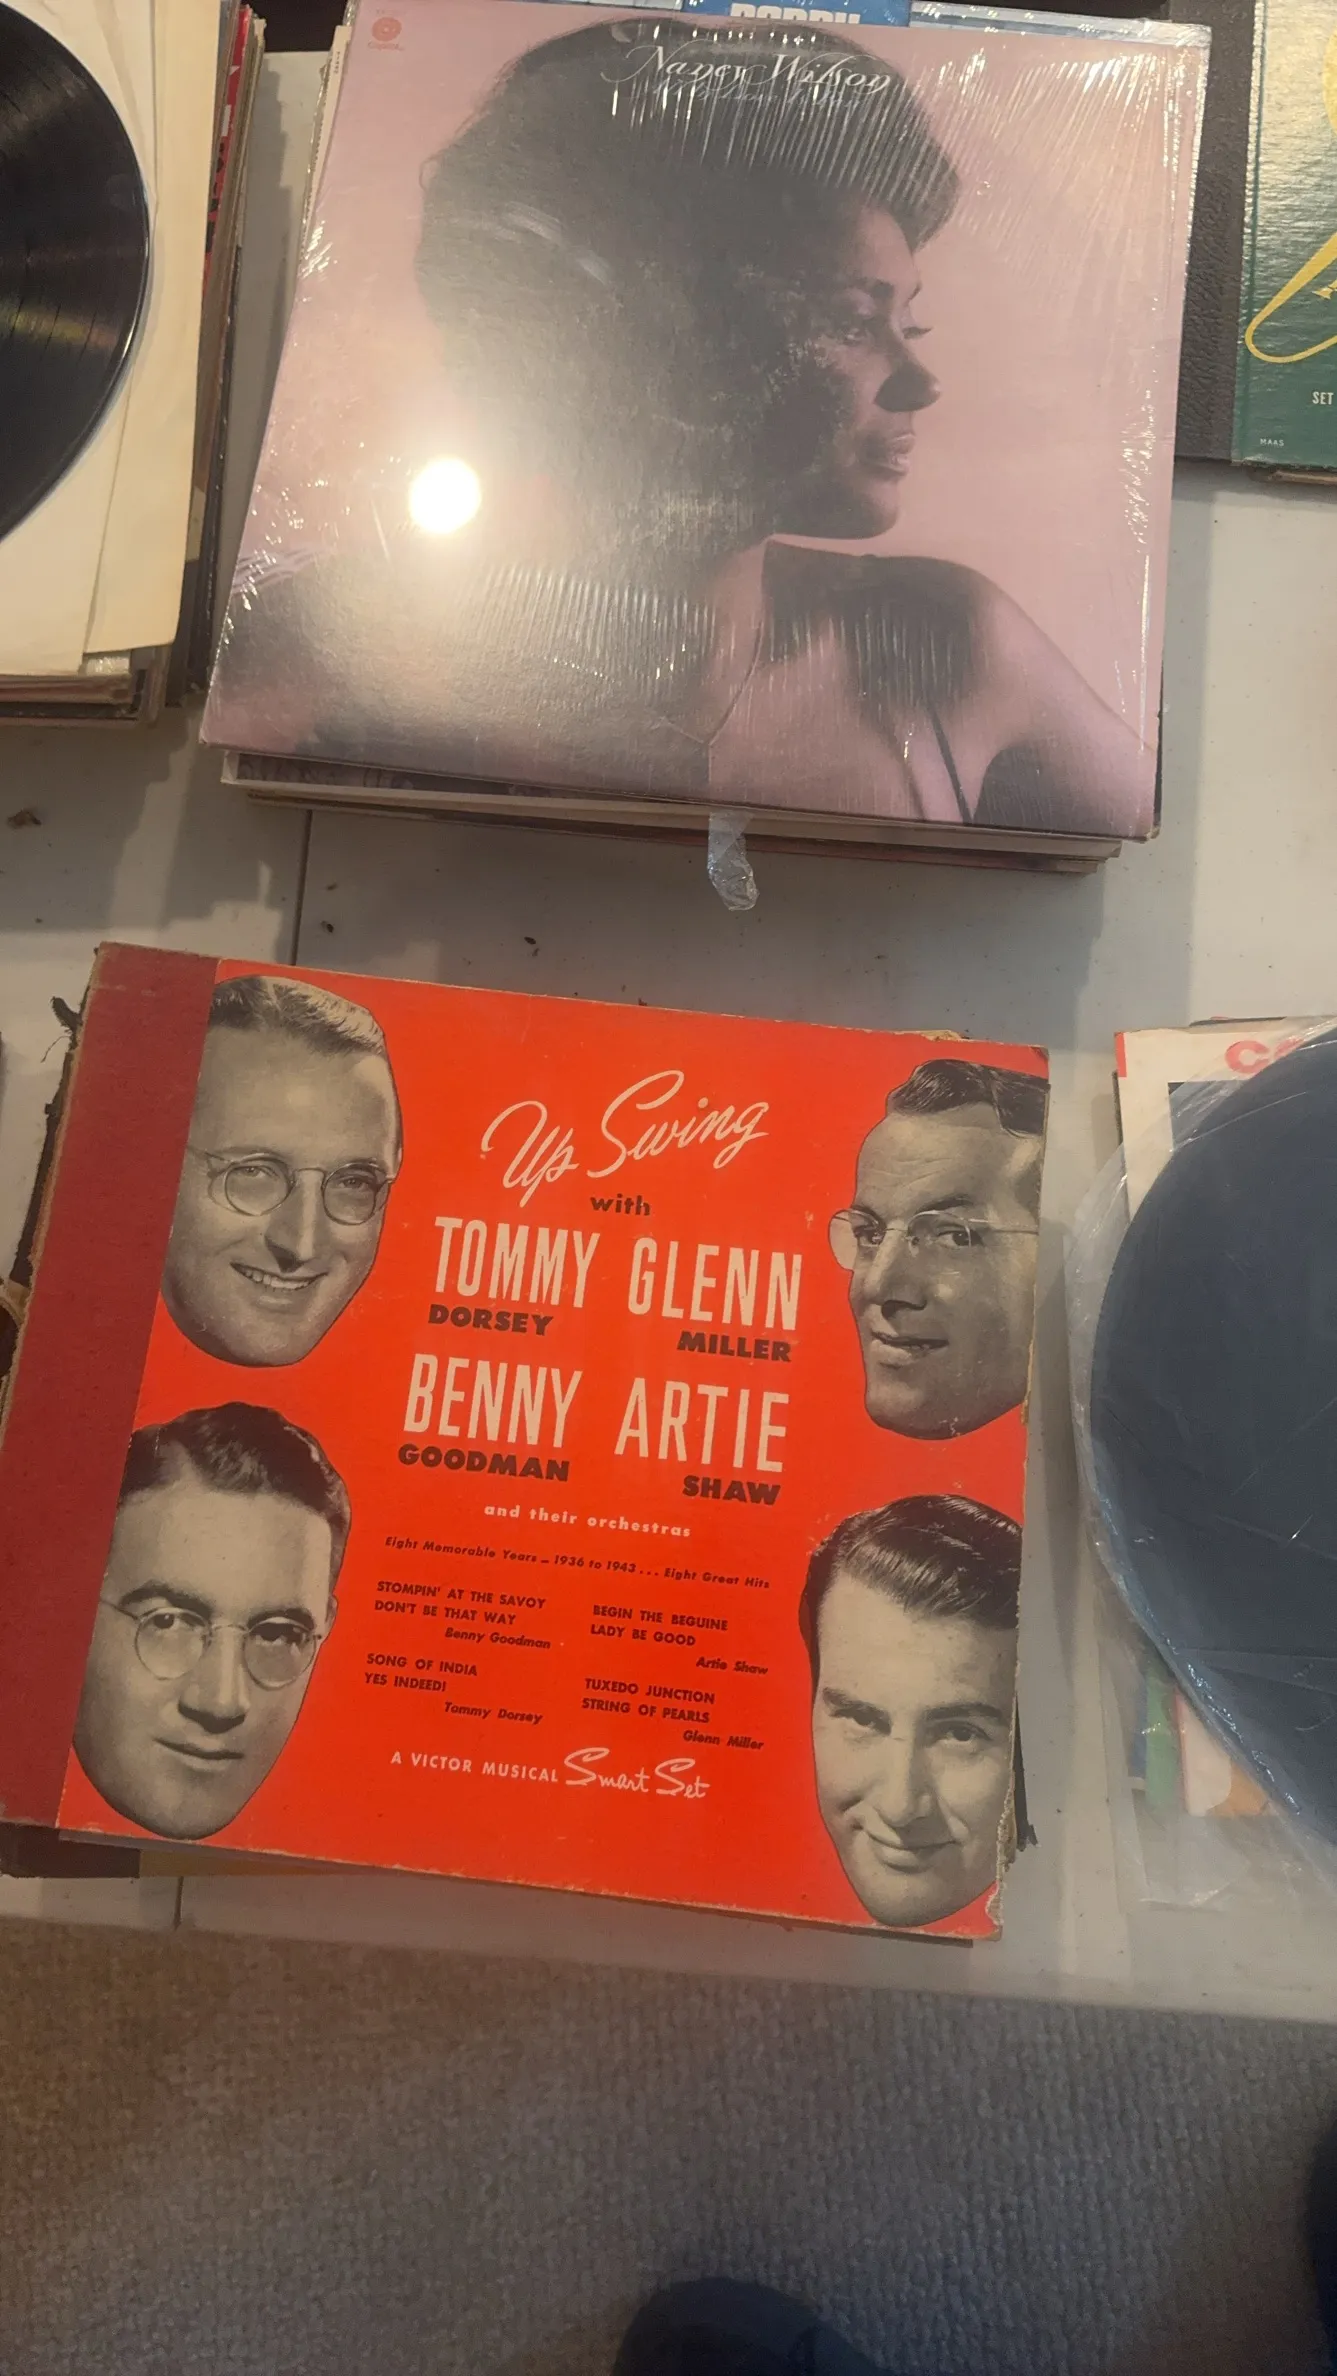 Capitol
Nancy Wilson
SET
MAAS
Up Swing
with
TOMMY GLENN
DORSEY MILLER
BENNY ARTIE
GOODMAN SHAW
and their orchestras
Eight Memorable Years – 1936 to 1943 . . . Eight Great Hits
STOMPIN' AT THE SAVOY
DON'T BE THAT WAY
Benny Goodman
SONG OF INDIA
YES INDEED!
Tommy Dorsey
BEGIN THE BEGUINE
LADY BE GOOD
Artie Shaw
TUXEDO JUNCTION
STRING OF PEARLS
Glenn Miller
A VICTOR MUSICAL Smart Set